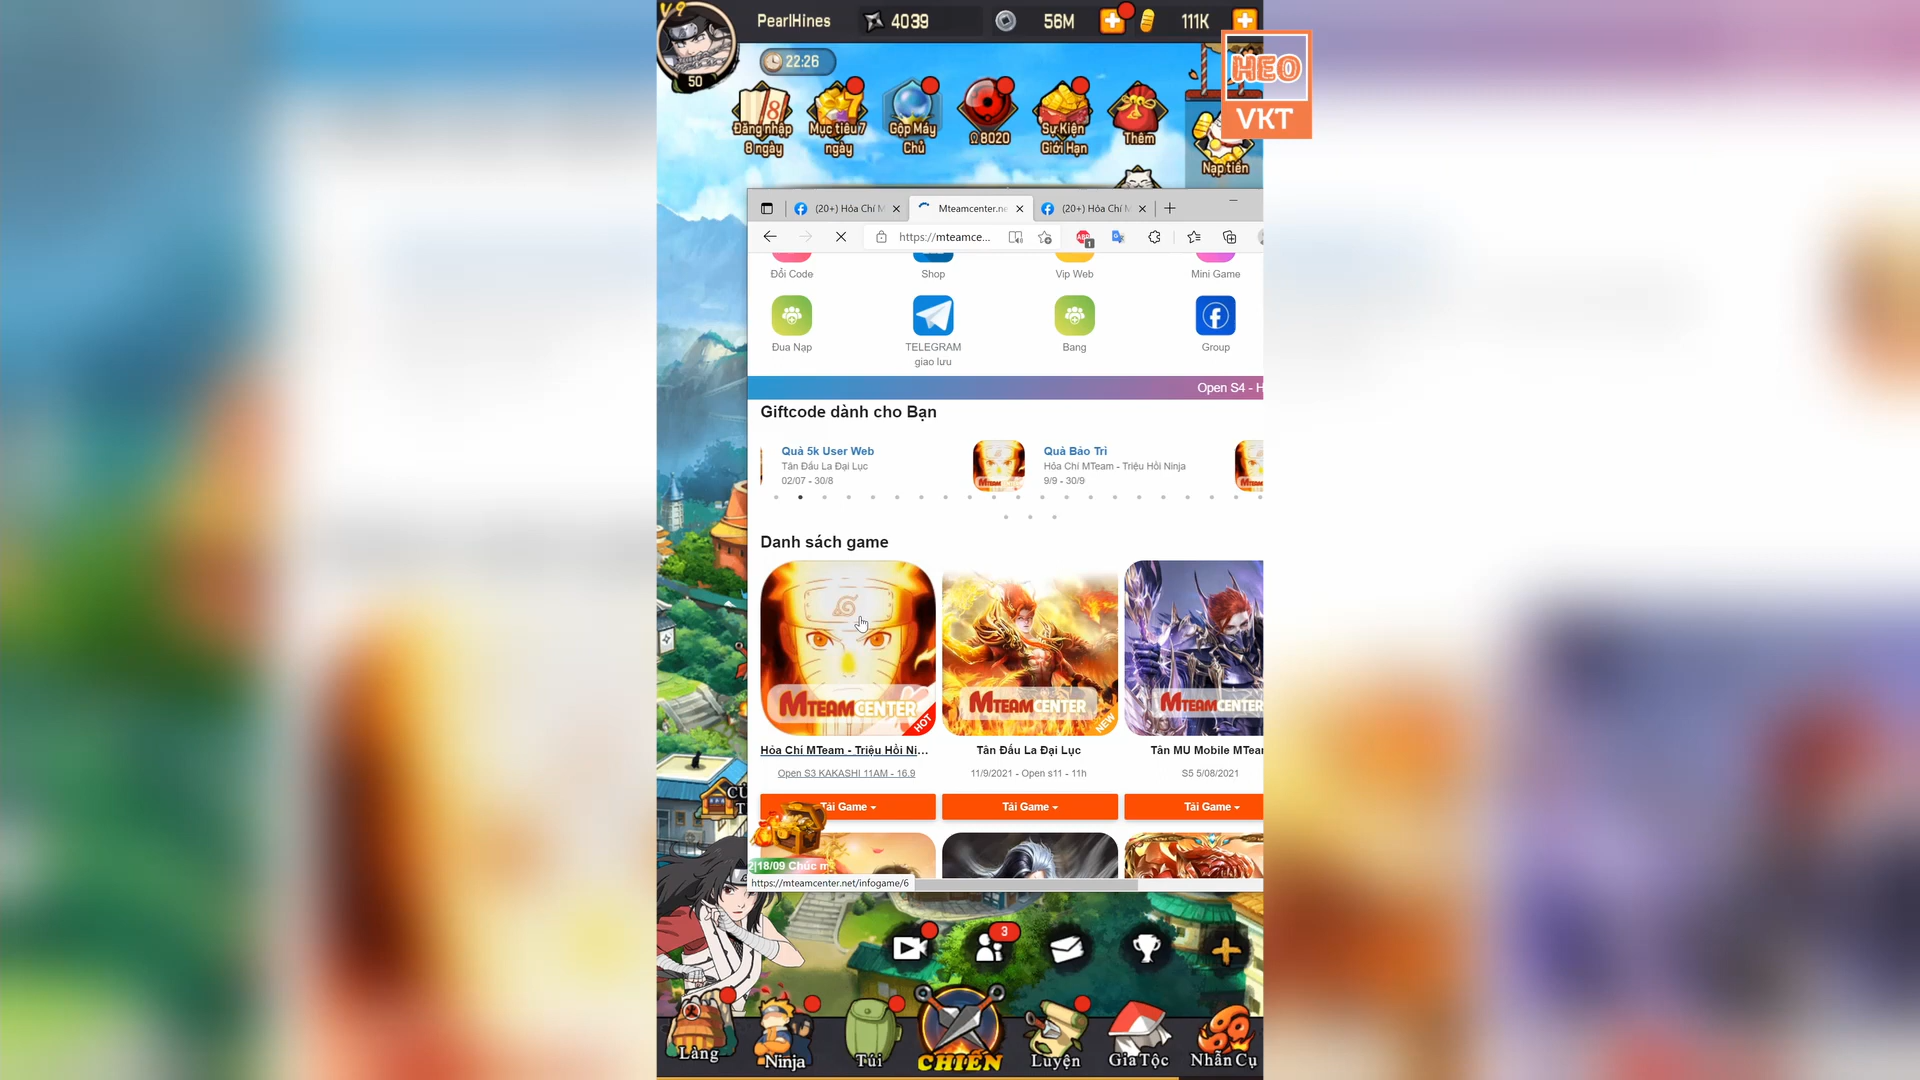 V 9
PearlHines
4039
56M
111K
50
22:26
HEO
VKT
Đăng nhập
8 ngày
Mục tiêu 7
ngày
Gộp Máy
Chủ
8020
Sự Kiện
Giới Hạn
Thêm
Nạp tiền
(20+) Hỏa Chí M
Mteamcenter.ne
(20+) Hỏa Chí M
https://mteamce...
ABP
1
Đổi Code
Shop
Vip Web
Mini Game
Đua Nạp
TELEGRAM
giao lưu
Bang
Group
Open S4 - H
Giftcode dành cho Bạn
Quà 5k User Web
Tân Đấu La Đại Lục
02/07 - 30/8
Quà Bảo Trì
Hỏa Chí MTeam - Triệu Hồi Ninja
9/9 - 30/9
Danh sách game
MTEAMCENTER
HOT
MTEAMCENTER
NEW
MTEAMCENTER
Hỏa Chí MTeam - Triệu Hồi Ni...
Tân Đấu La Đại Lục
Tân MU Mobile MTea
Open S3 KAKASHI 11AM - 16.9
11/9/2021 - Open s11 - 11h
S5 5/08/2021
Tải Game
Tải Game
Tải Game
18/09 Chúc m
https://mteamcenter.net/infogame/6
3
Làng
Ninja
Túi
CHIẾN
Luyện
Gia Tộc
Nhẫn Cụ